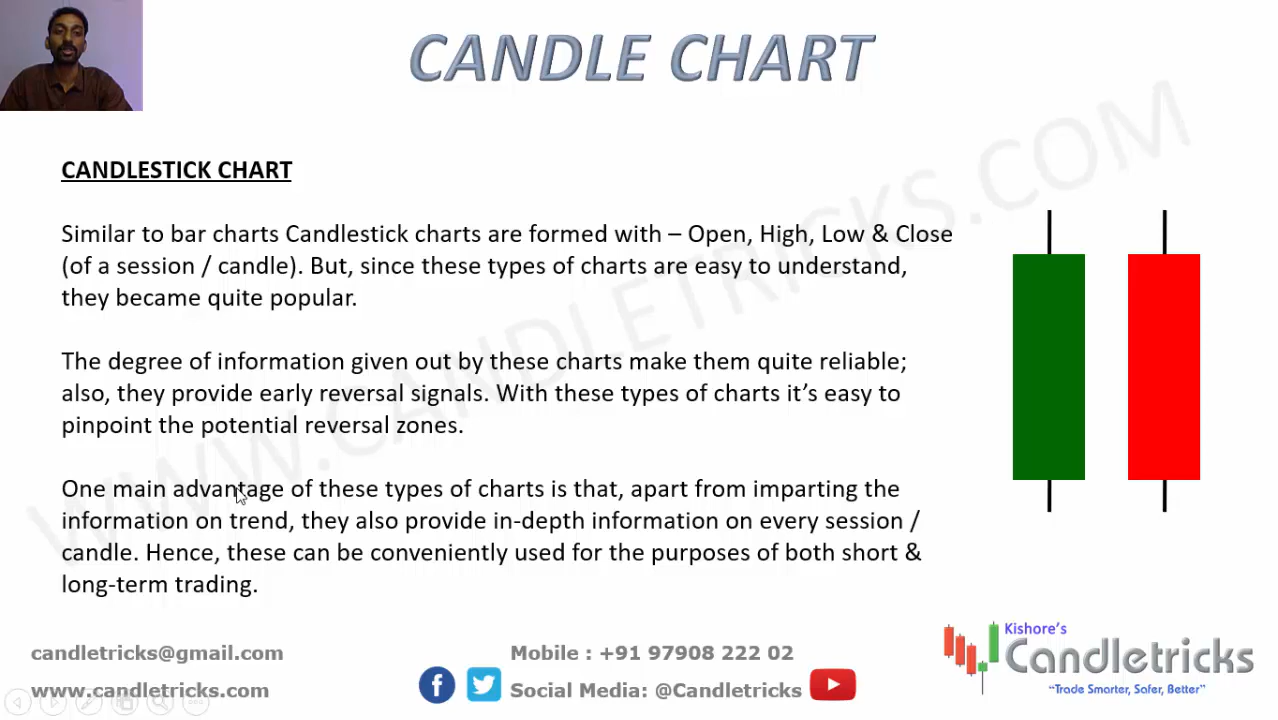 CANDLE CHART
CANDLESTICK CHART
Similar to bar charts Candlestick charts are formed with – Open, High, Low & Close
(of a session / candle). But, since these types of charts are easy to understand,
they became quite popular.
The degree of information given out by these charts make them quite reliable;
also, they provide early reversal signals. With these types of charts it’s easy to
pinpoint the potential reversal zones.
One main advantage of these types of charts is that, apart from imparting the
information on trend, they also provide in-depth information on every session /
candle. Hence, these can be conveniently used for the purposes of both short &
long-term trading.
WWW.CANDLETRICKS.COM
candletricks@gmail.com
www.candletricks.com
Mobile : +91 97908 222 02
Social Media: @Candletricks
Kishore’s
Candletricks
“Trade Smarter, Safer, Better”